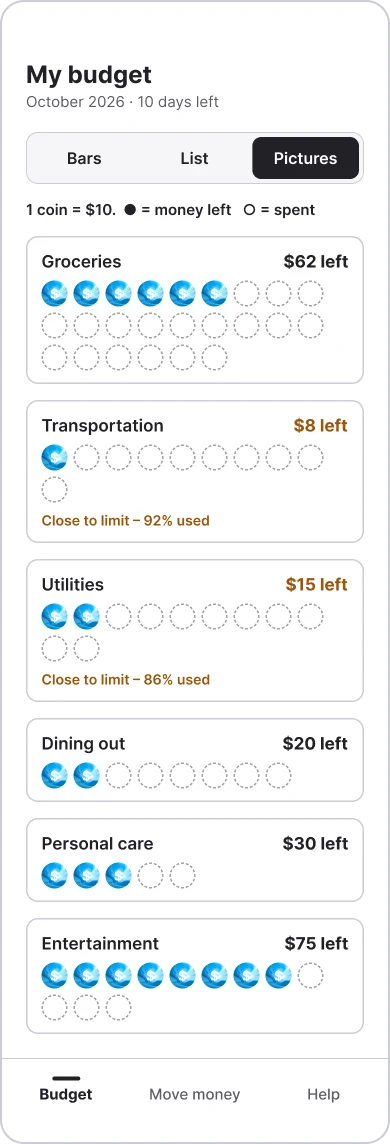 My budget
October 2026 · 10 days left
Bars List Pictures
1 coin = $10. ● = money left ○ = spent
Groceries $62 left
$ $ $ $ $ $
Transportation $8 left
$
Close to limit – 92% used
Utilities $15 left
$ $
Close to limit – 86% used
Dining out $20 left
$ $
Personal care $30 left
$ $ $
Entertainment $75 left
$ $ $ $ $ $ $ $
Budget Move money Help